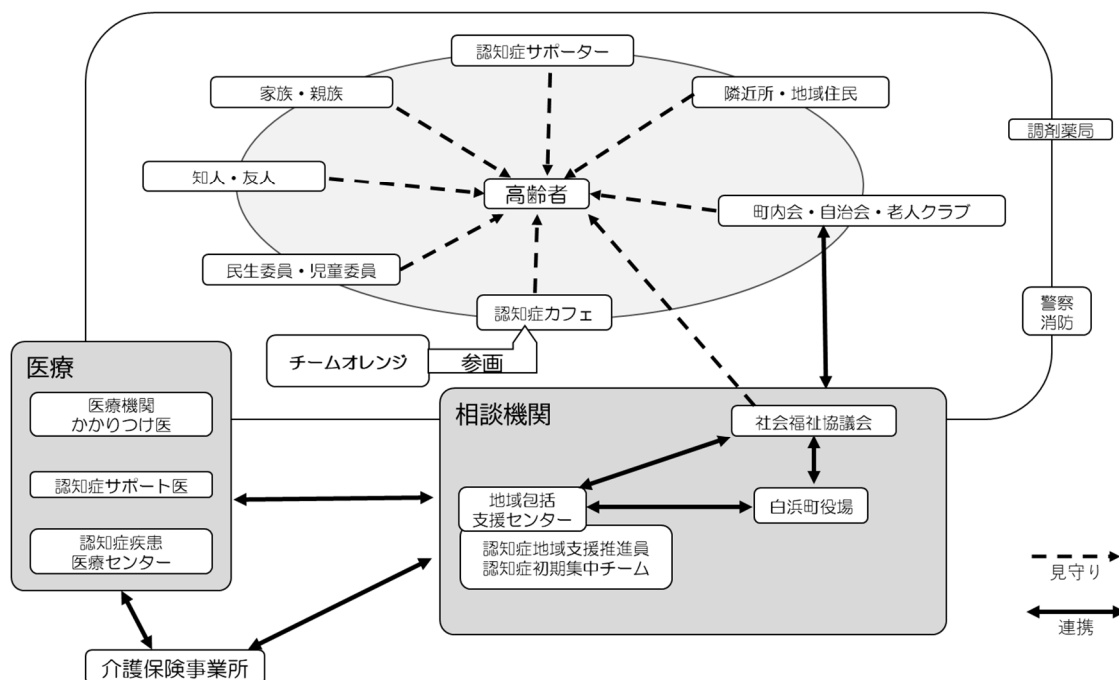 認知症サポーター
家族・親族
隣近所・地域住民
調剤薬局
知人・友人
高齢者
町内会・自治会・老人クラブ
民生委員・児童委員
認知症カフェ
警察
消防
チームオレンジ
参画
医療
医療機関
かかりつけ医
認知症サポート医
認知症疾患
医療センター
相談機関
社会福祉協議会
地域包括
支援センター
白浜町役場
認知症地域支援推進員
認知症初期集中チーム
見守り
連携
介護保険事業所